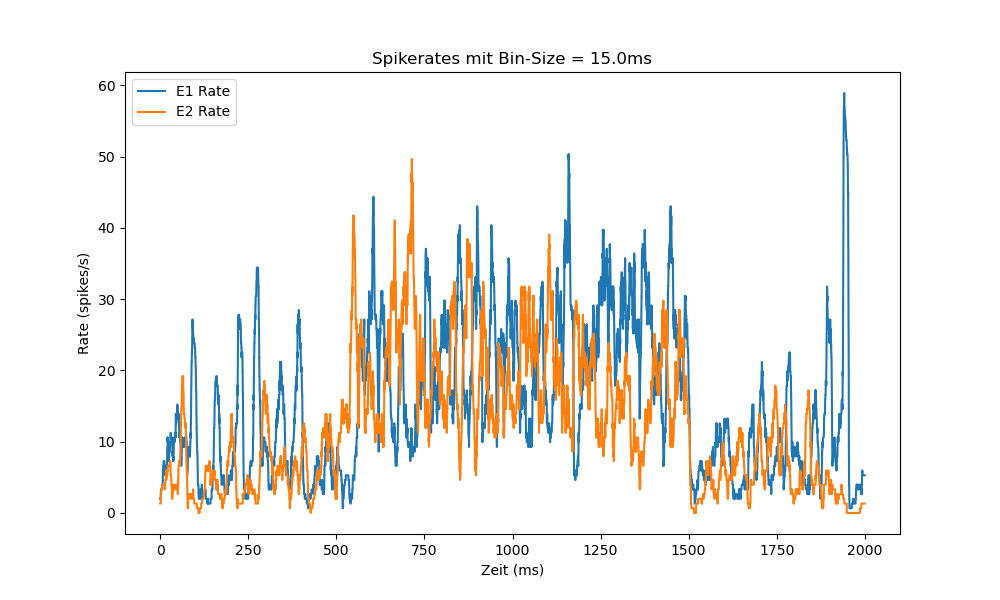 Spikerates mit Bin-Size = 15.0ms
E1 Rate
E2 Rate
60
50
40
30
20
10
0
Rate (spikes/s)
0 250 500 750 1000 1250 1500 1750 2000
Zeit (ms)